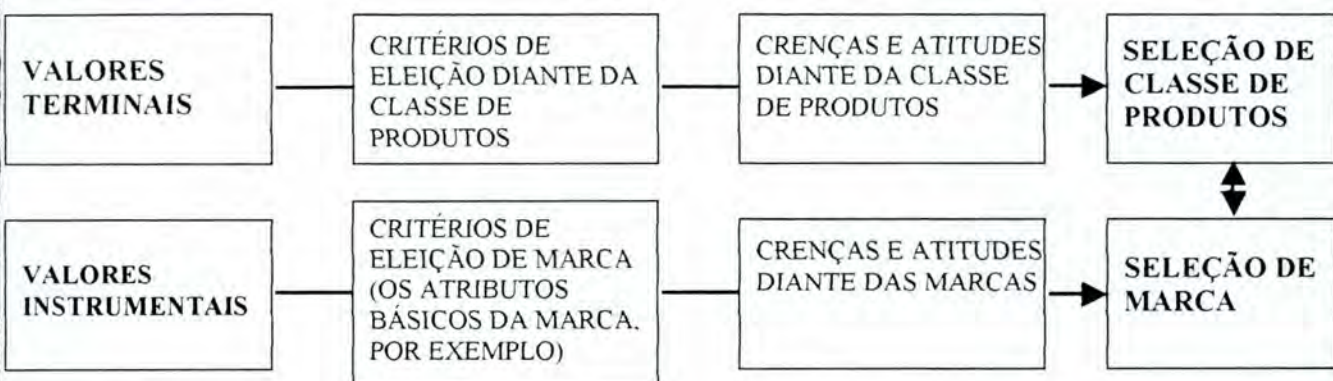 VALORES
TERMINAIS
CRITÉRIOS DE
ELEIÇÃO DIANTE DA
CLASSE DE
PRODUTOS
CRENÇAS E ATITUDES
DIANTE DA CLASSE
DE PRODUTOS
SELEÇÃO DE
CLASSE DE
PRODUTOS
VALORES
INSTRUMENTAIS
CRITÉRIOS DE
ELEIÇÃO DE MARCA
(OS ATRIBUTOS
BÁSICOS DA MARCA.
POR EXEMPLO)
CRENÇAS E ATITUDES
DIANTE DAS MARCAS
SELEÇÃO DE
MARCA